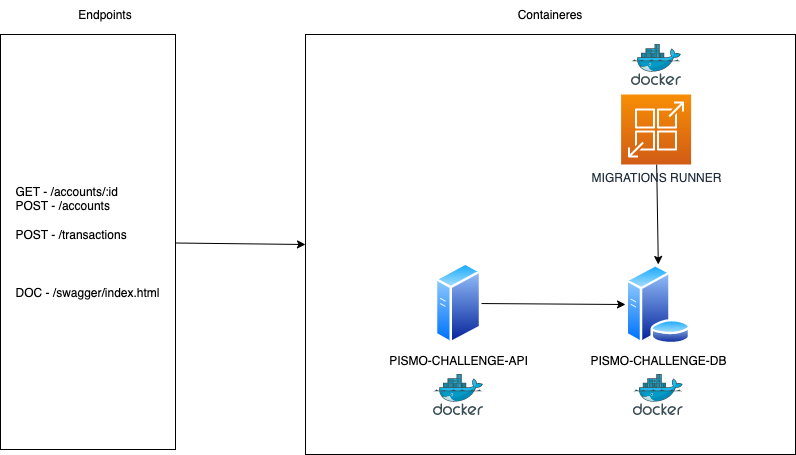 Endpoints
Containeres
docker
MIGRATIONS RUNNER
GET - /accounts/:id
POST - /accounts
POST - /transactions
DOC - /swagger/index.html
PISMO-CHALLENGE-API
PISMO-CHALLENGE-DB
docker
docker